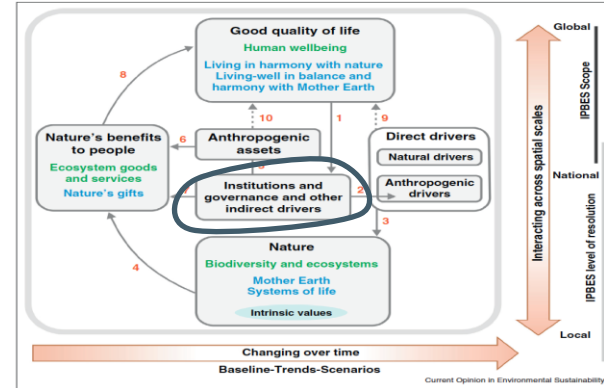 Good quality of life
Human wellbeing
Living in harmony with nature
Living-well in balance and
harmony with Mother Earth
8
10
1
9
Nature's benefits
to people
Ecosystem goods
and services
Nature's gifts
6
Anthropogenic
assets
Direct drivers
Natural drivers
Anthropogenic
drivers
Institutions and
governance and other
indirect drivers
2
3
4
Nature
Biodiversity and ecosystems
Mother Earth
Systems of life
Intrinsic values
Global
National
Local
Interacting across spatial scales
IPBES Scope
IPBES level of resolution
Changing over time
Baseline-Trends-Scenarios
Current Opinion in Environmental Sustainability